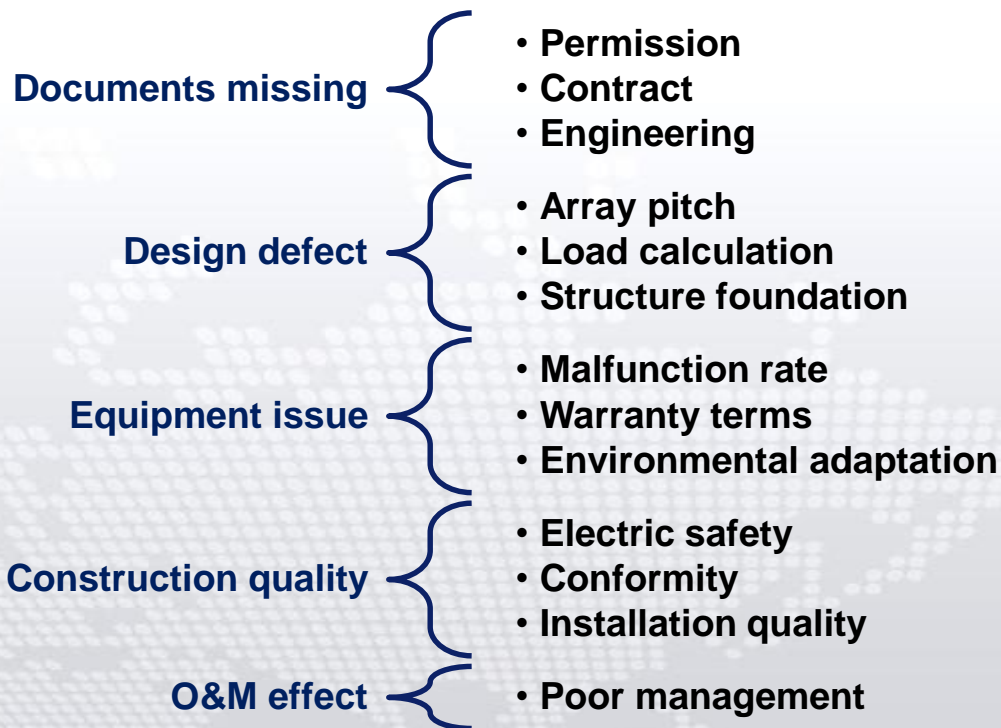 Documents missing
• Permission
• Contract
• Engineering
Design defect
• Array pitch
• Load calculation
• Structure foundation
Equipment issue
• Malfunction rate
• Warranty terms
• Environmental adaptation
Construction quality
• Electric safety
• Conformity
• Installation quality
O&M effect
• Poor management